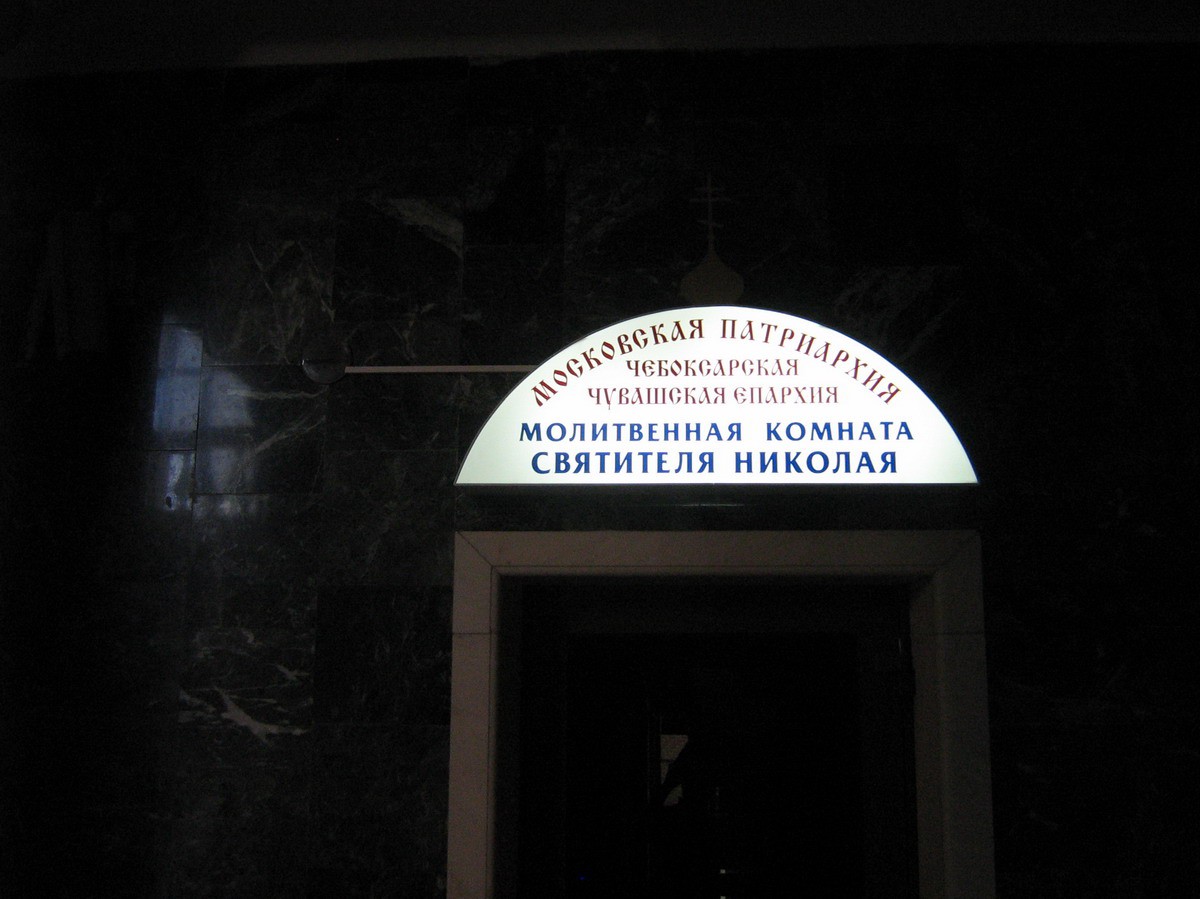 МОСКОВСКАЯ ПАТРИАРХИЯ
ЧЕБОКСАРСКАЯ
ЧУВАШСКАЯ ЕПАРХИЯ
МОЛИТВЕННАЯ КОМНАТА
СВЯТИТЕЛЯ НИКОЛАЯ